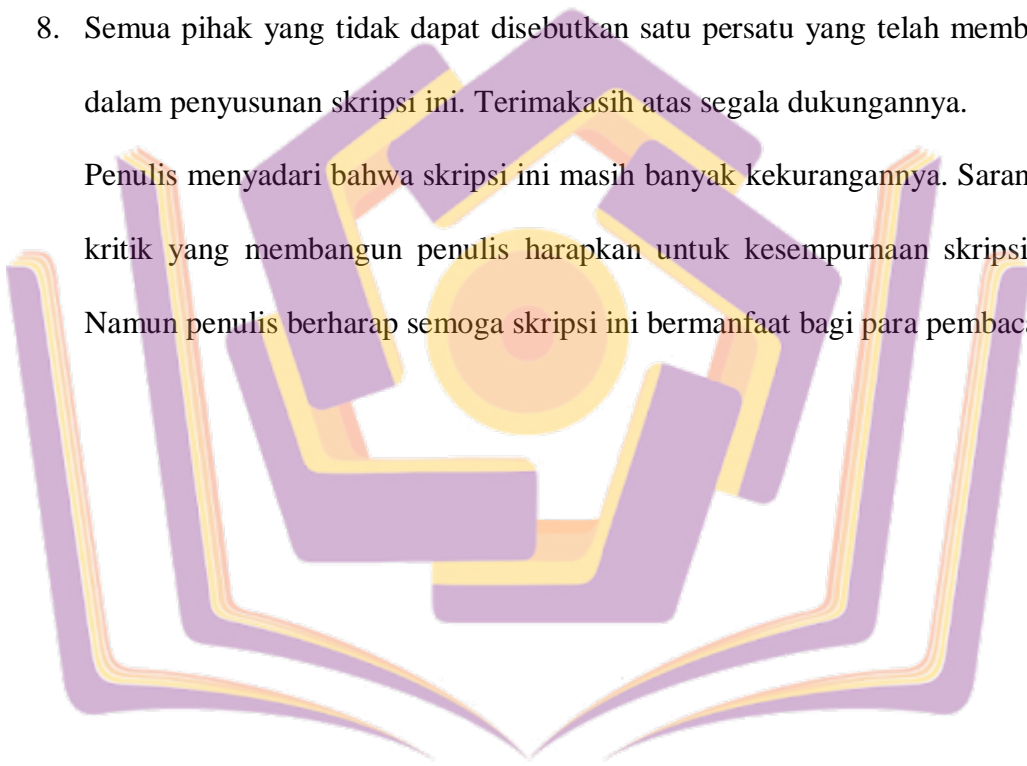 8. Semua pihak yang tidak dapat disebutkan satu persatu yang telah memb
dalam penyusunan skripsi ini. Terimakasih atas segala dukungannya.
Penulis menyadari bahwa skripsi ini masih banyak kekurangannya. Saran
kritik yang membangun penulis harapkan untuk kesempurnaan skripsi
Namun penulis berharap semoga skripsi ini bermanfaat bagi para pembaca